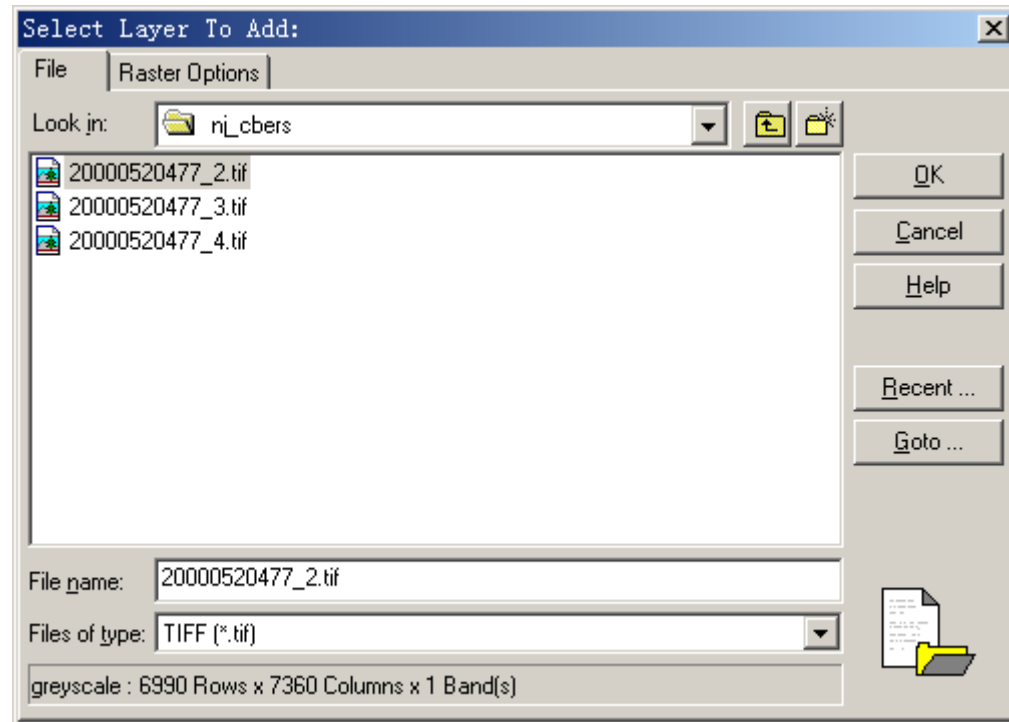 Select Layer To Add:
File
Raster Options
Look in:
nj_cbers
20000520477_2.tif
20000520477_3.tif
20000520477_4.tif
OK
Cancel
Help
Recent ...
Goto ...
File name:
20000520477_2.tif
Files of type:
TIFF (*.tif)
greyscale : 6990 Rows x 7360 Columns x 1 Band(s)